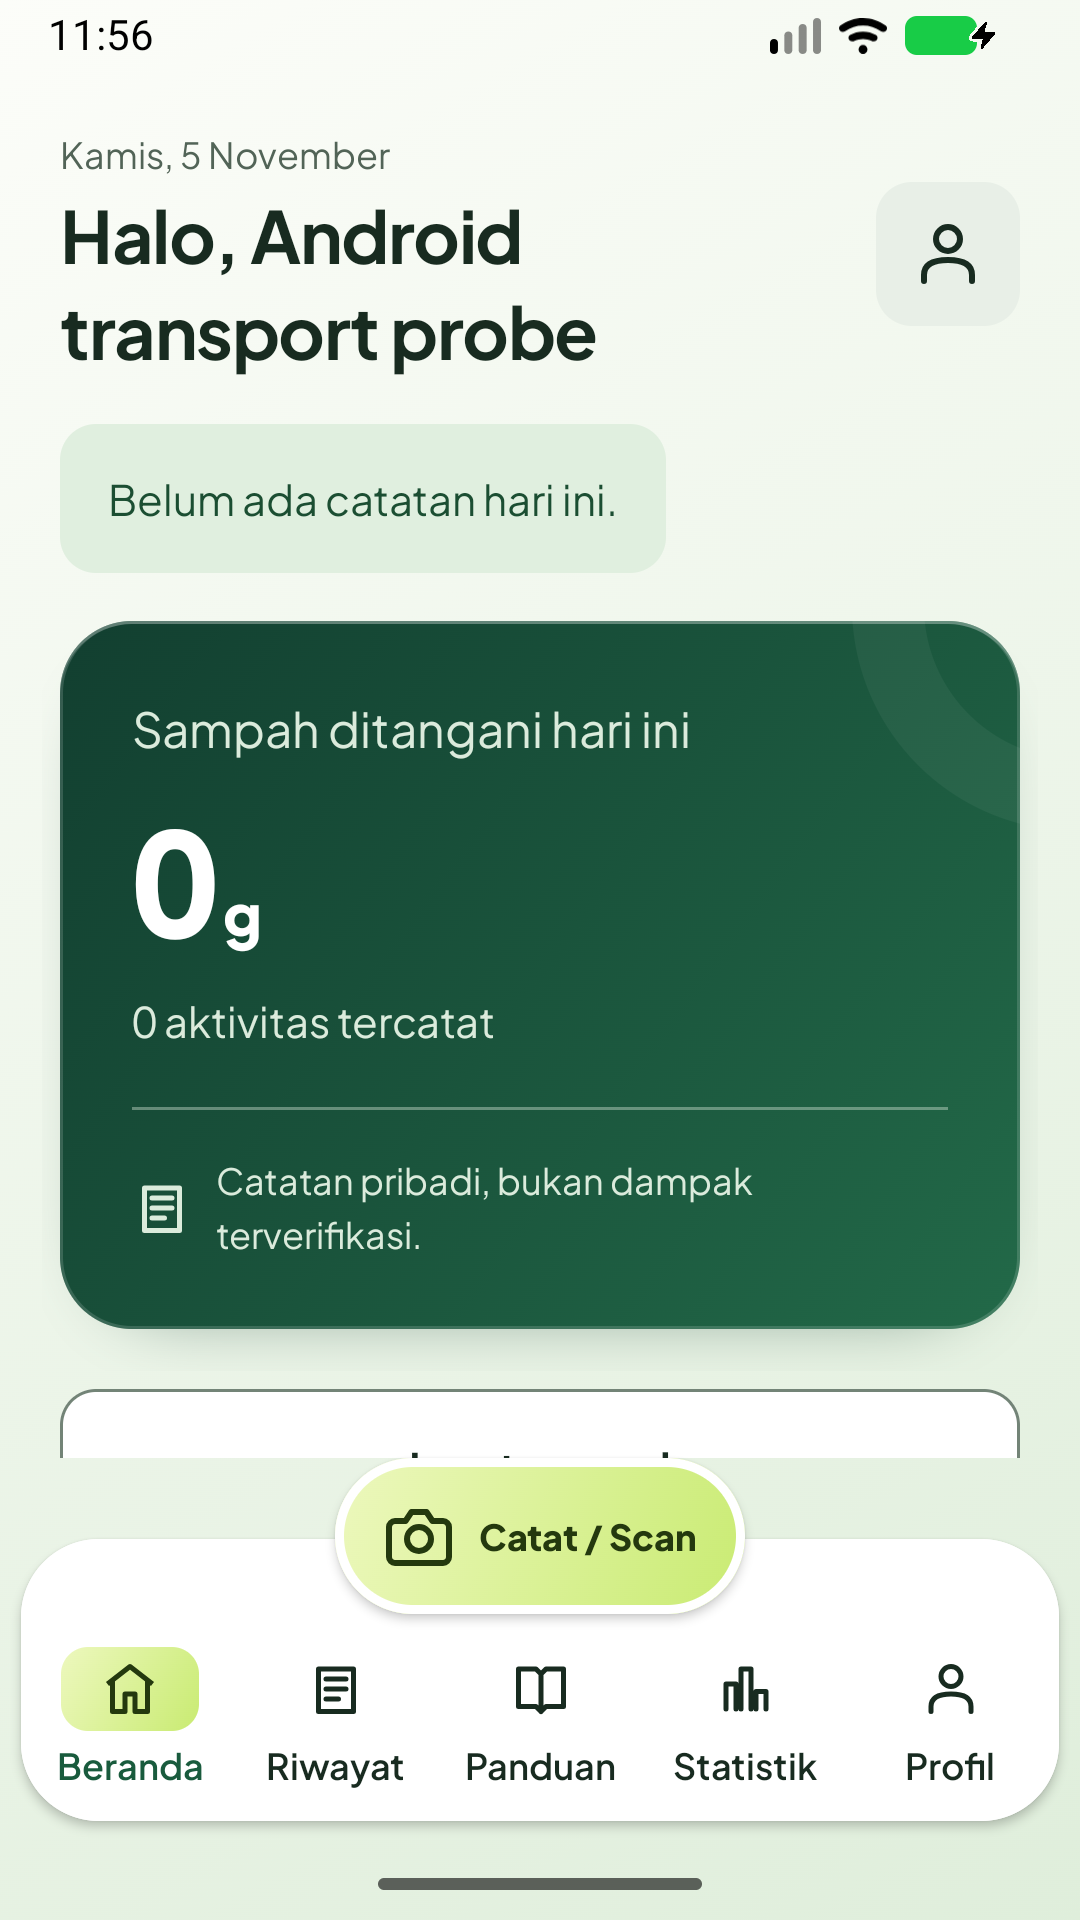 11:56
Kamis, 5 November
Halo, Android
transport probe
Belum ada catatan hari ini.
Sampah ditangani hari ini
0 g
0 aktivitas tercatat
Catatan pribadi, bukan dampak
terverifikasi.
Catat / Scan
Beranda
Riwayat
Panduan
Statistik
Profil